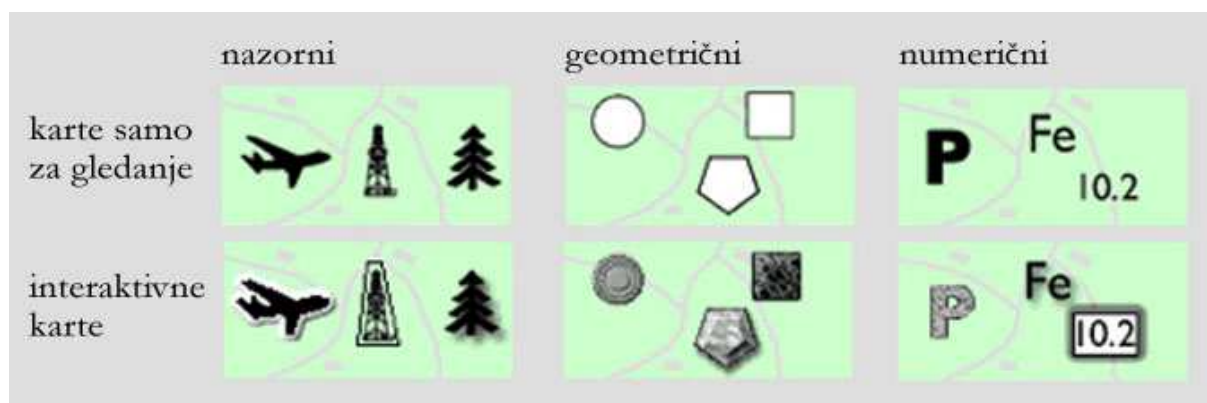 nazorni geometrični numerični
karte samo
za gledanje
P Fe
10.2
interaktivne
karte
P Fe
10.2